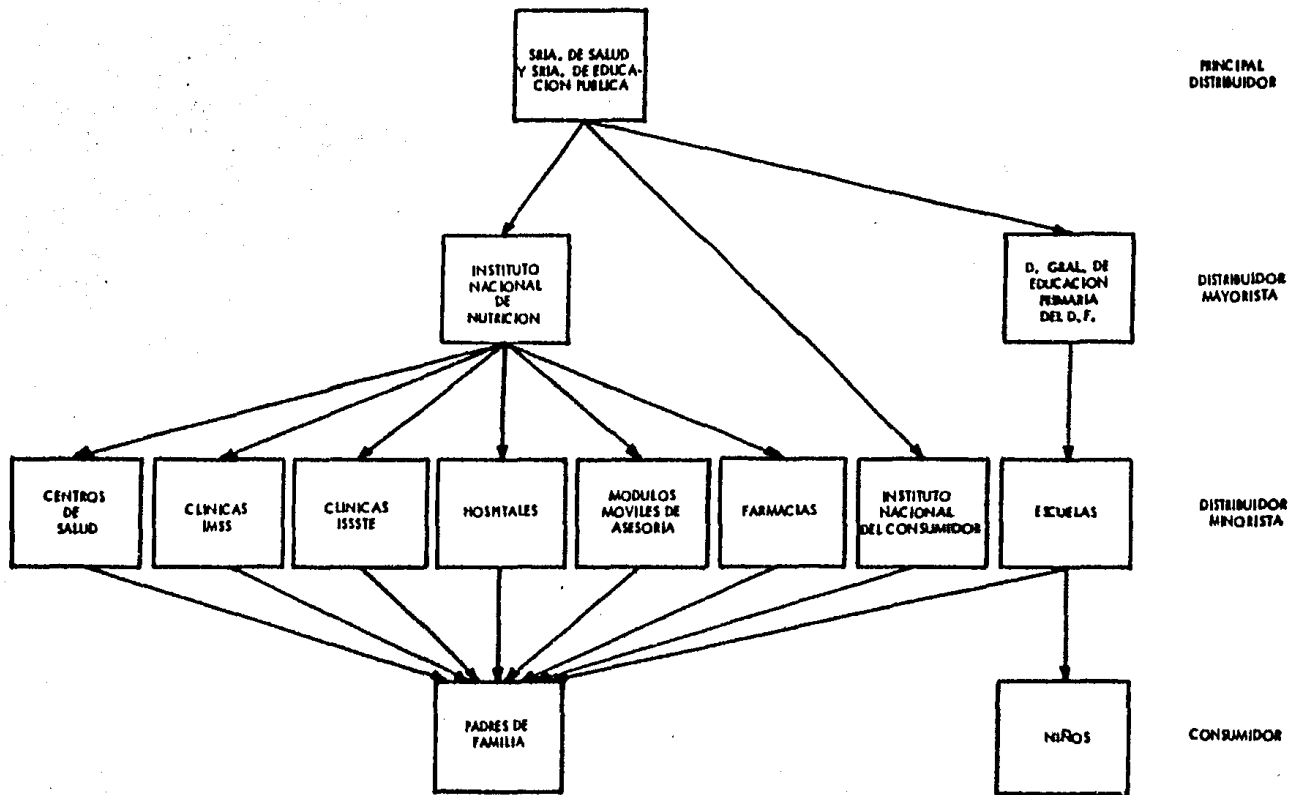 SRIA. DE SALUD
Y SRIA. DE EDUCA-
CION PUBLICA
PRINCIPAL
DISTRIBUIDOR
INSTITUTO
NACIONAL
DE
NUTRICION
D. GRAL. DE
EDUCACION
PRIMARIA
DEL D.F.
DISTRIBUIDOR
MAYORISTA
CENTROS
DE
SALUD
CLINICAS
IMSS
CLINICAS
ISSSTE
HOSPITALES
MODULOS
MOVILES DE
ASESORIA
FARMACIAS
INSTITUTO
NACIONAL
DEL CONSUMIDOR
ESCUELAS
DISTRIBUIDOR
MINORISTA
PADRES DE
FAMILIA
NIÑOS
CONSUMIDOR